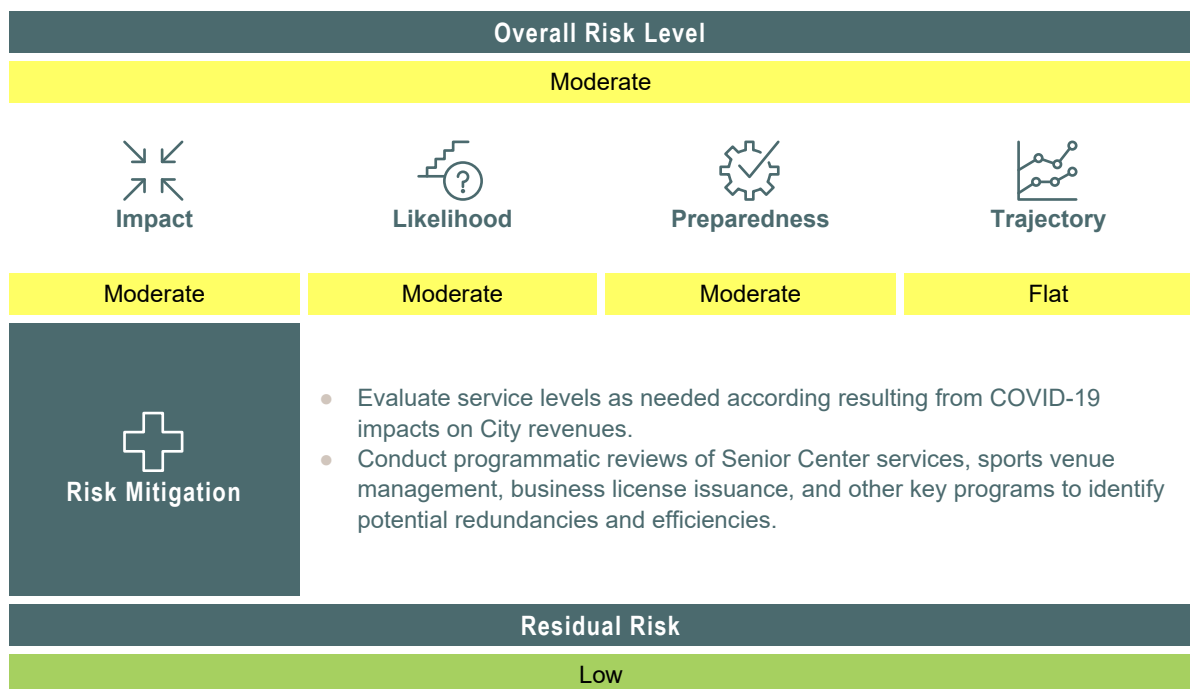 Overall Risk Level
Moderate
Impact
Likelihood
Preparedness
Trajectory
Moderate
Moderate
Moderate
Flat
Risk Mitigation
● Evaluate service levels as needed according resulting from COVID-19
impacts on City revenues.
● Conduct programmatic reviews of Senior Center services, sports venue
management, business license issuance, and other key programs to identify
potential redundancies and efficiencies.
Residual Risk
Low